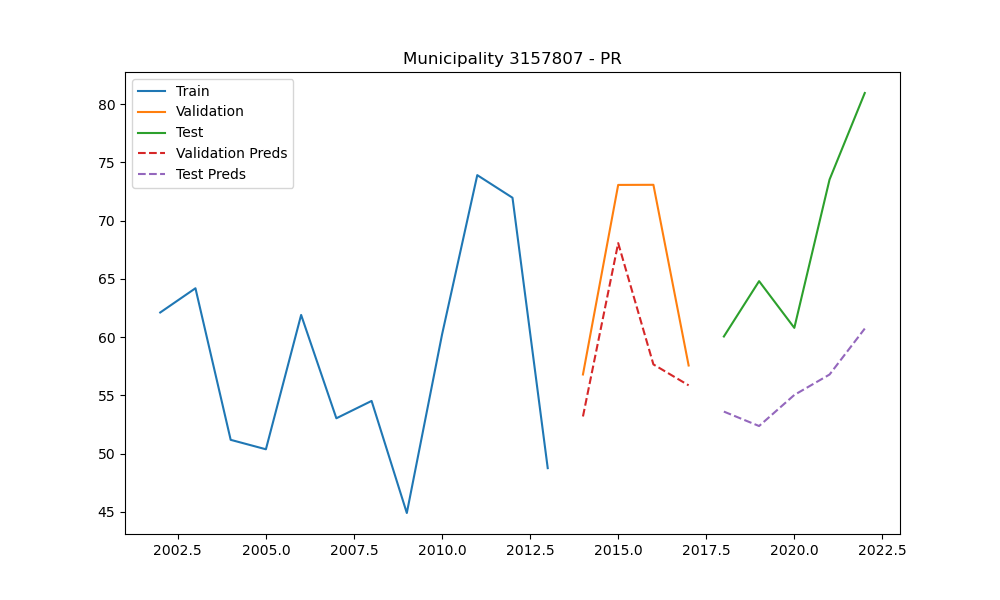 Municipality 3157807 - PR
Train
Validation
Test
Validation Preds
Test Preds
80
75
70
65
60
55
50
45
2002.5 2005.0 2007.5 2010.0 2012.5 2015.0 2017.5 2020.0 2022.5